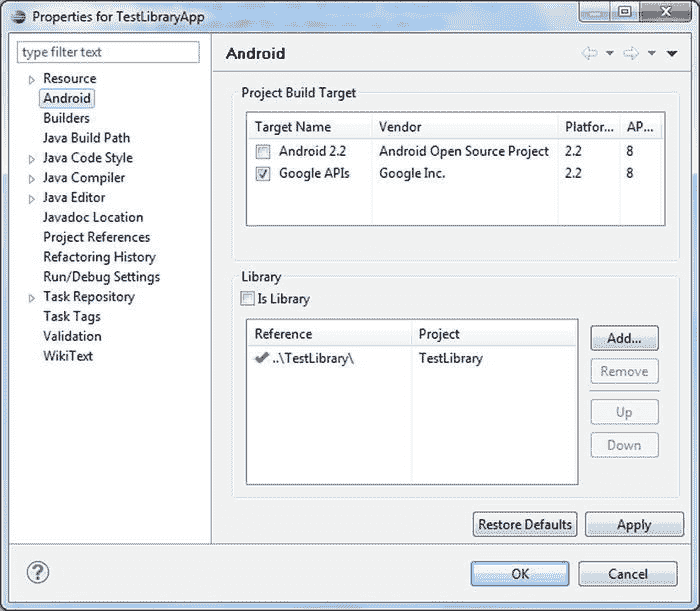 Properties for TestLibraryApp
type filter text
Resource
Android
Builders
Java Build Path
Java Code Style
Java Compiler
Java Editor
Javadoc Location
Project References
Refactoring History
Run/Debug Settings
Task Repository
Task Tags
Validation
WikiText
Android
Project Build Target
Target Name Vendor Platfor... AP...
Android 2.2 Android Open Source Project 2.2 8
Google APIs Google Inc. 2.2 8
Library
Is Library
Reference Project
..\TestLibrary\ TestLibrary
Add...
Remove
Up
Down
Restore Defaults Apply
? OK Cancel